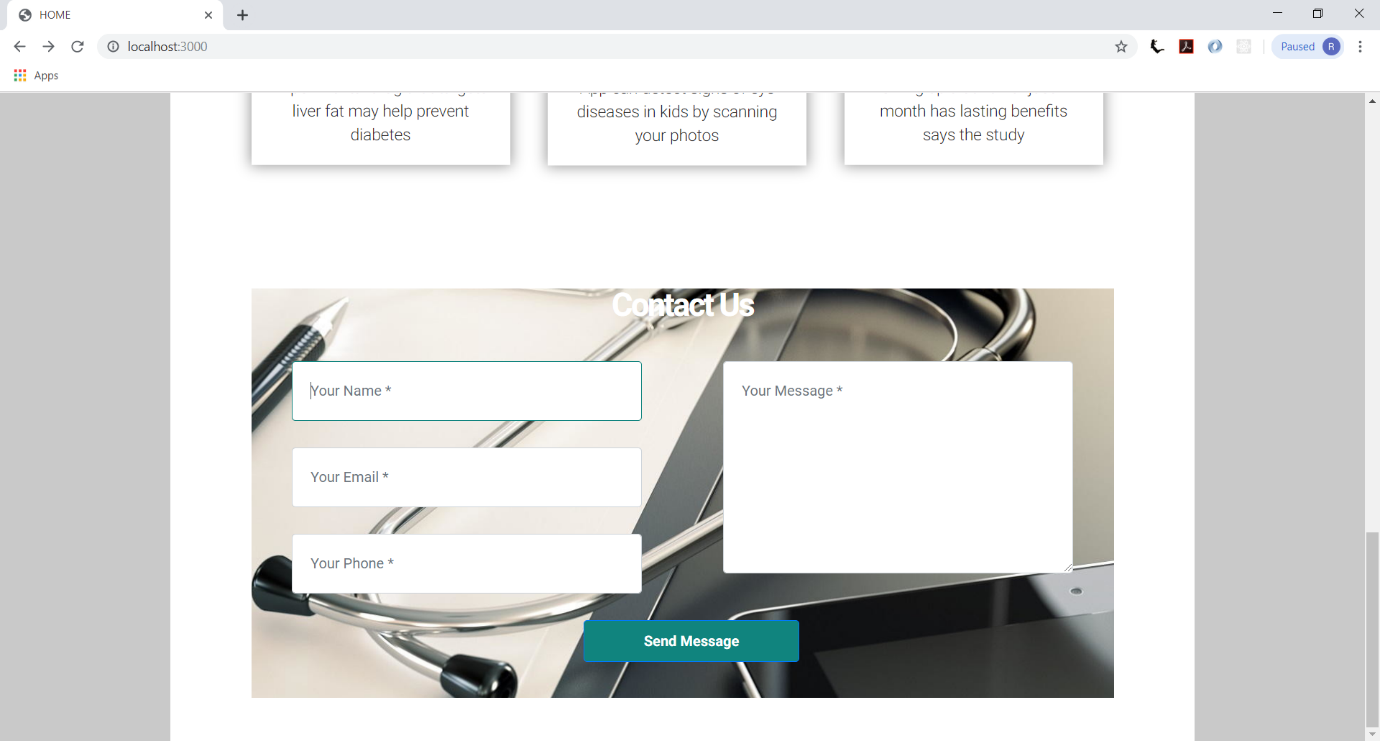 HOME
localhost:3000
Paused R
Apps
liver fat may help prevent
diabetes
diseases in kids by scanning
your photos
month has lasting benefits
says the study
Contact Us
Your Name *
Your Message *
Your Email *
Your Phone *
Send Message